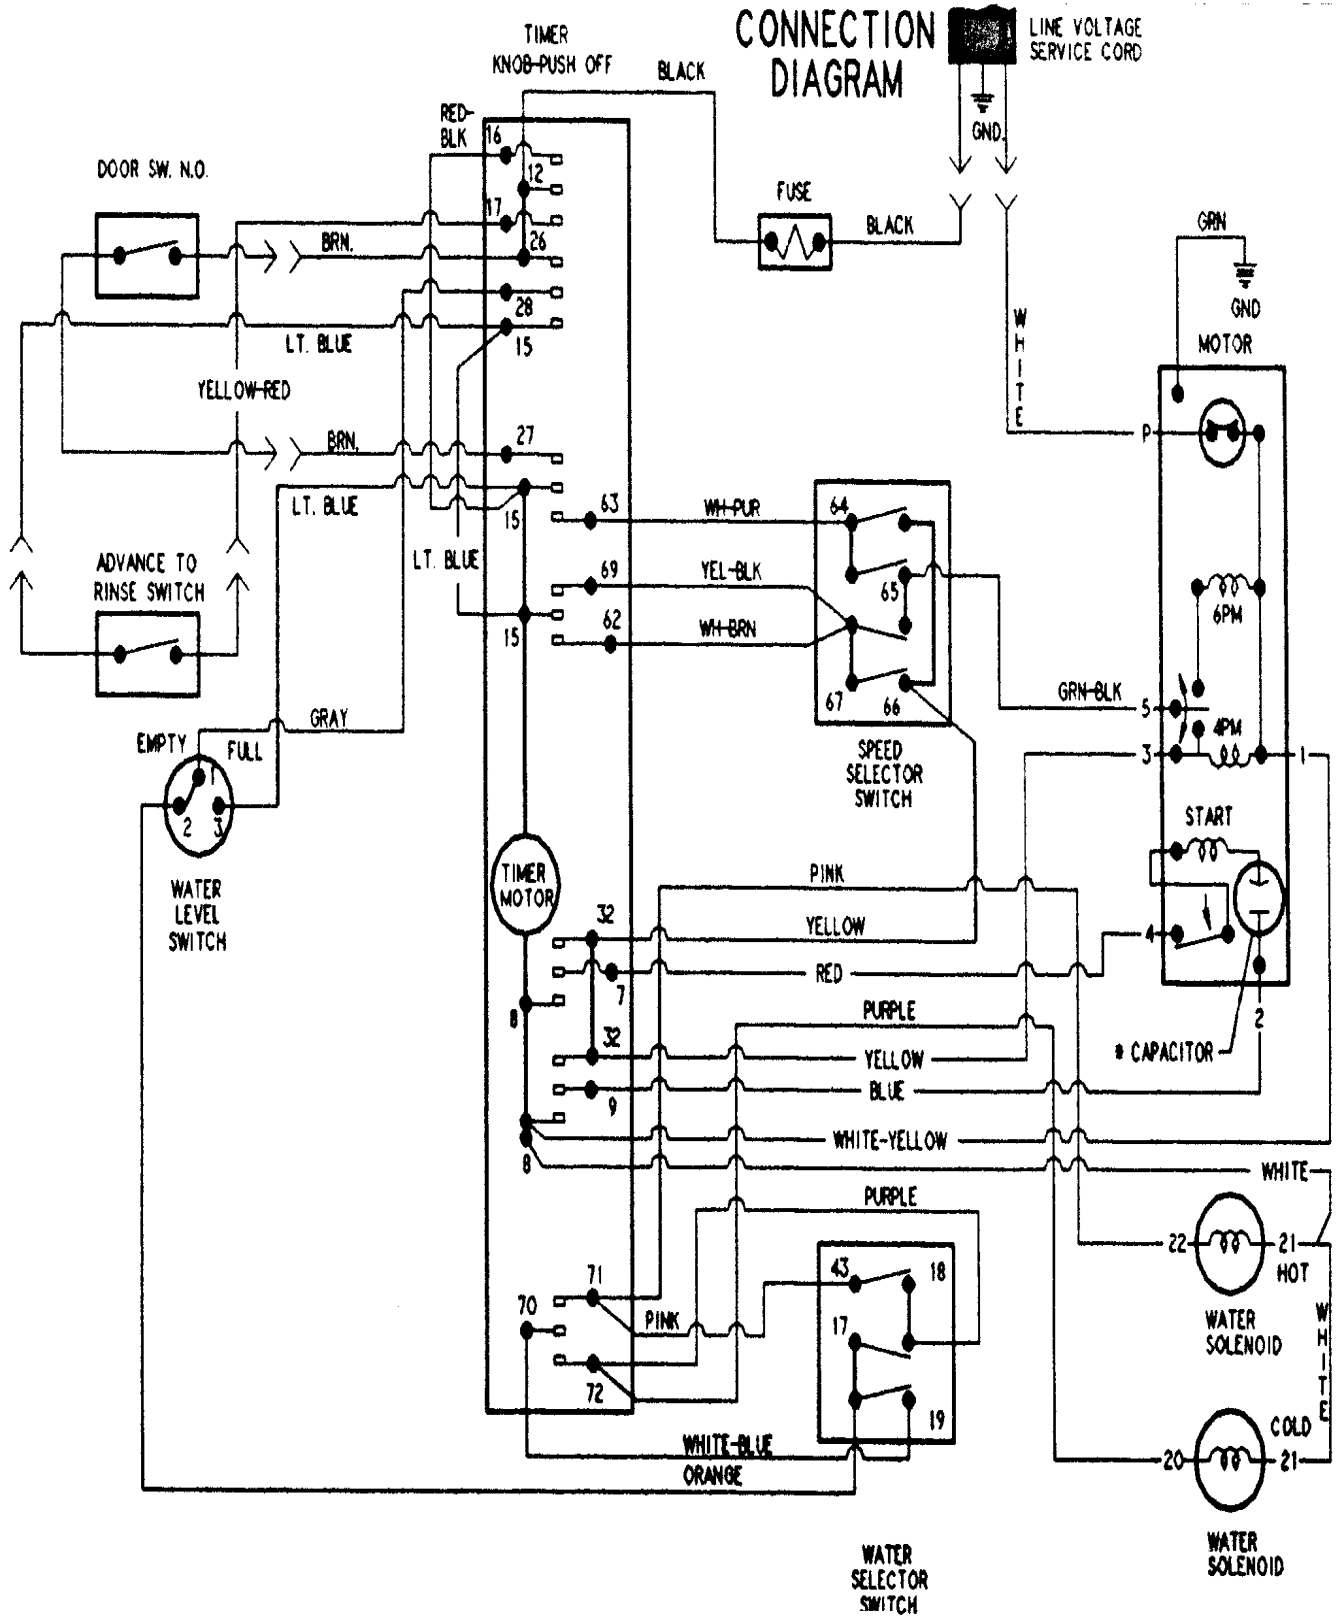 CONNECTION
DIAGRAM
LINE VOLTAGE
SERVICE CORD
TIMER
KNOB-PUSH OFF
BLACK
GND.
RED-
BLK
16
12
DOOR SW. N.O.
FUSE
17
BRN.
26
BLACK
GRN
GND
28
LT. BLUE
15
WHITE
MOTOR
YELLOW-RED
BRN.
27
P
LT. BLUE
15
63
WH-PUR
64
LT. BLUE
69
YEL-BLK
65
6PM
ADVANCE TO
RINSE SWITCH
62
15
WH-BRN
67
66
GRN-BLK
5
GRAY
EMPTY
FULL
4PM
3
1
SPEED
SELECTOR
SWITCH
1
2
3
START
WATER
LEVEL
SWITCH
TIMER
MOTOR
PINK
32
YELLOW
4
RED
7
8
PURPLE
2
32
YELLOW
* CAPACITOR
BLUE
9
WHITE-YELLOW
8
WHITE
PURPLE
22
21
HOT
43
18
71
70
PINK
17
WATER
SOLENOID
WHITE
72
19
COLD
WHITE-BLUE
20
21
ORANGE
WATER
SOLENOID
WATER
SELECTOR
SWITCH